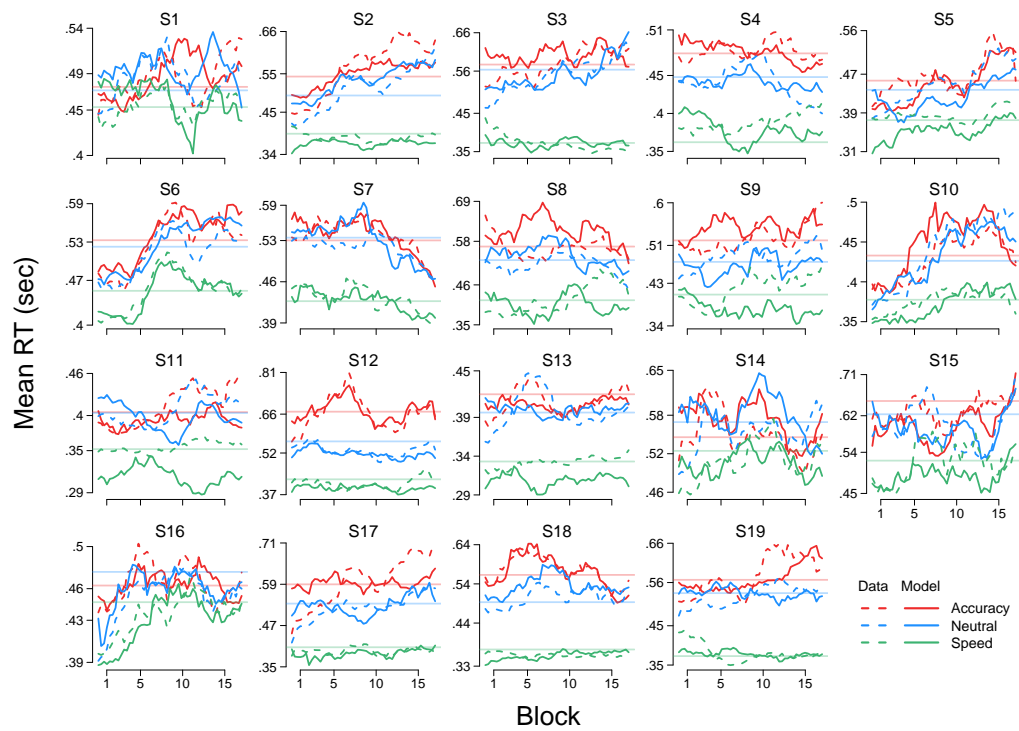 Mean RT (sec)
S1
.54
.49
.45
.4
S2
.66
.55
.45
.34
S3
.66
.56
.45
.35
S4
.51
.45
.4
.35
S5
.56
.47
.39
.31
S6
.59
.53
.47
.4
S7
.59
.53
.46
.39
S8
.69
.58
.46
.35
S9
.6
.51
.43
.34
S10
.5
.45
.4
.35
S11
.45
.4
.35
.29
S12
.81
.66
.52
.37
S13
.45
.39
.34
.29
S14
.65
.58
.52
.46
S15
.71
.62
.54
.45
1 5 10 15
S16
.5
.46
.43
.39
1 5 10 15
S17
.71
.59
.47
.35
1 5 10 15
S18
.64
.54
.43
.33
1 5 10 15
S19
.66
.56
.45
.35
1 5 10 15
Data Model
Accuracy
Neutral
Speed
Block